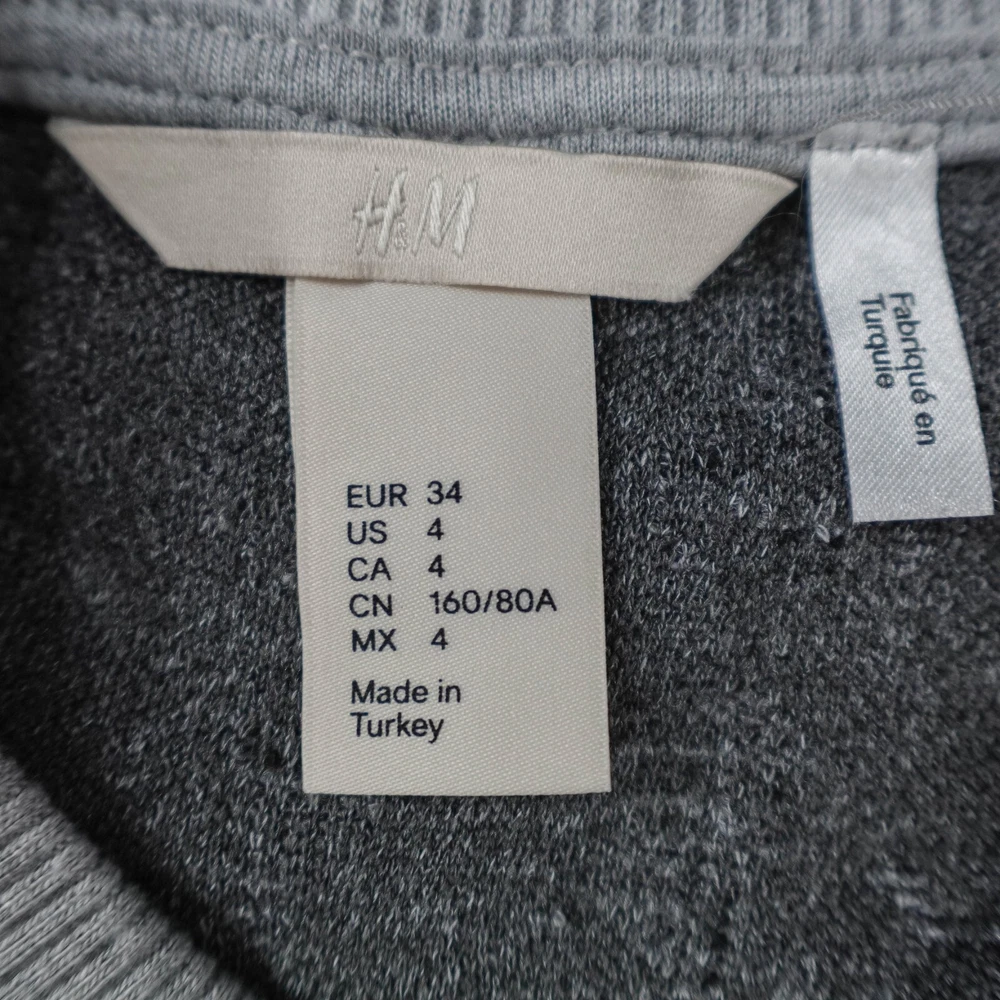 H&M
EUR 34
US 4
CA 4
CN 160/80A
MX 4
Made in
Turkey
Fabriqué en
Turquie